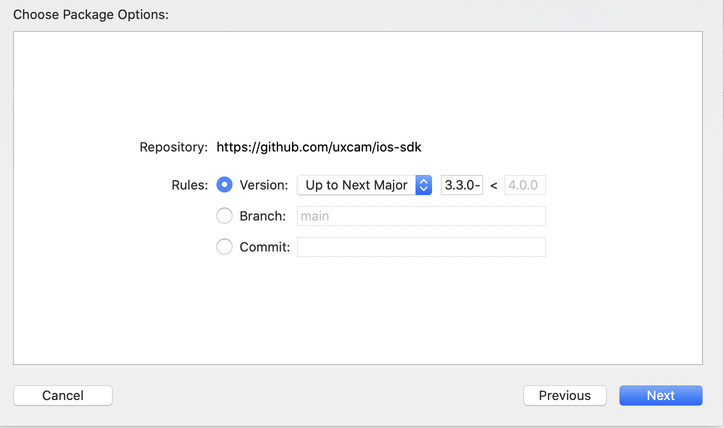 Choose Package Options:
Repository: https://github.com/uxcam/ios-sdk
Rules: Version: Up to Next Major 3.3.0- < 4.0.0
Branch: main
Commit:
Cancel Previous Next